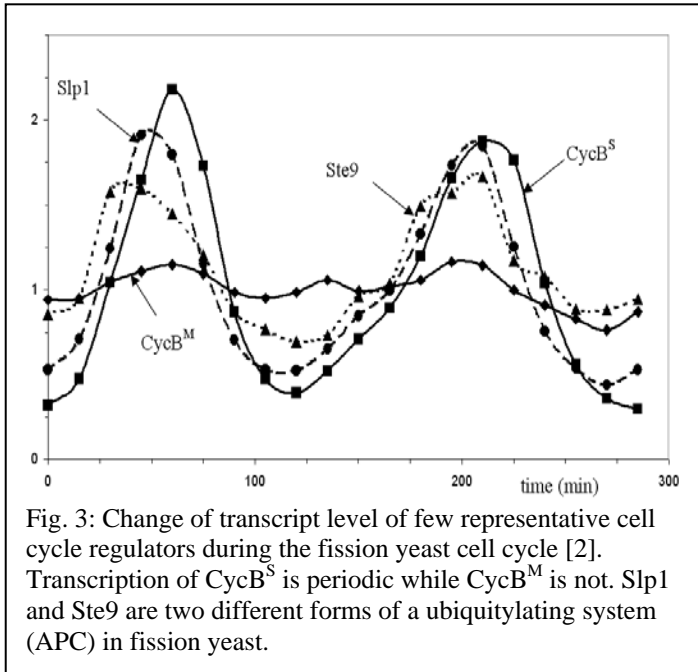 Slp1
2
Ste9
CycB^S
1
CycB^M
0
0
100
200
300
time (min)
Fig. 3: Change of transcript level of few representative cell
cycle regulators during the fission yeast cell cycle [2].
Transcription of CycB^S is periodic while CycB^M is not. Slp1
and Ste9 are two different forms of a ubiquitylating system
(APC) in fission yeast.